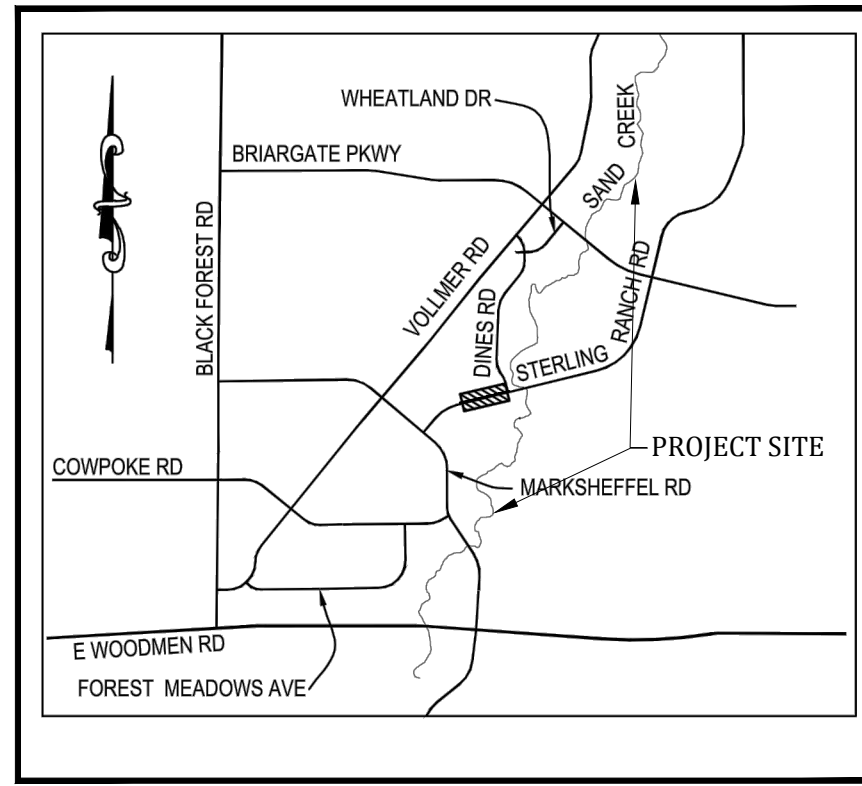 WHEATLAND DR
BRIARGATE PKWY
SAND CREEK
BLACK FOREST RD
VOLLMER RD
DINES RD
STERLING RANCH RD
PROJECT SITE
COWPOKE RD
MARKSHEFFEL RD
E WOODMEN RD
FOREST MEADOWS AVE